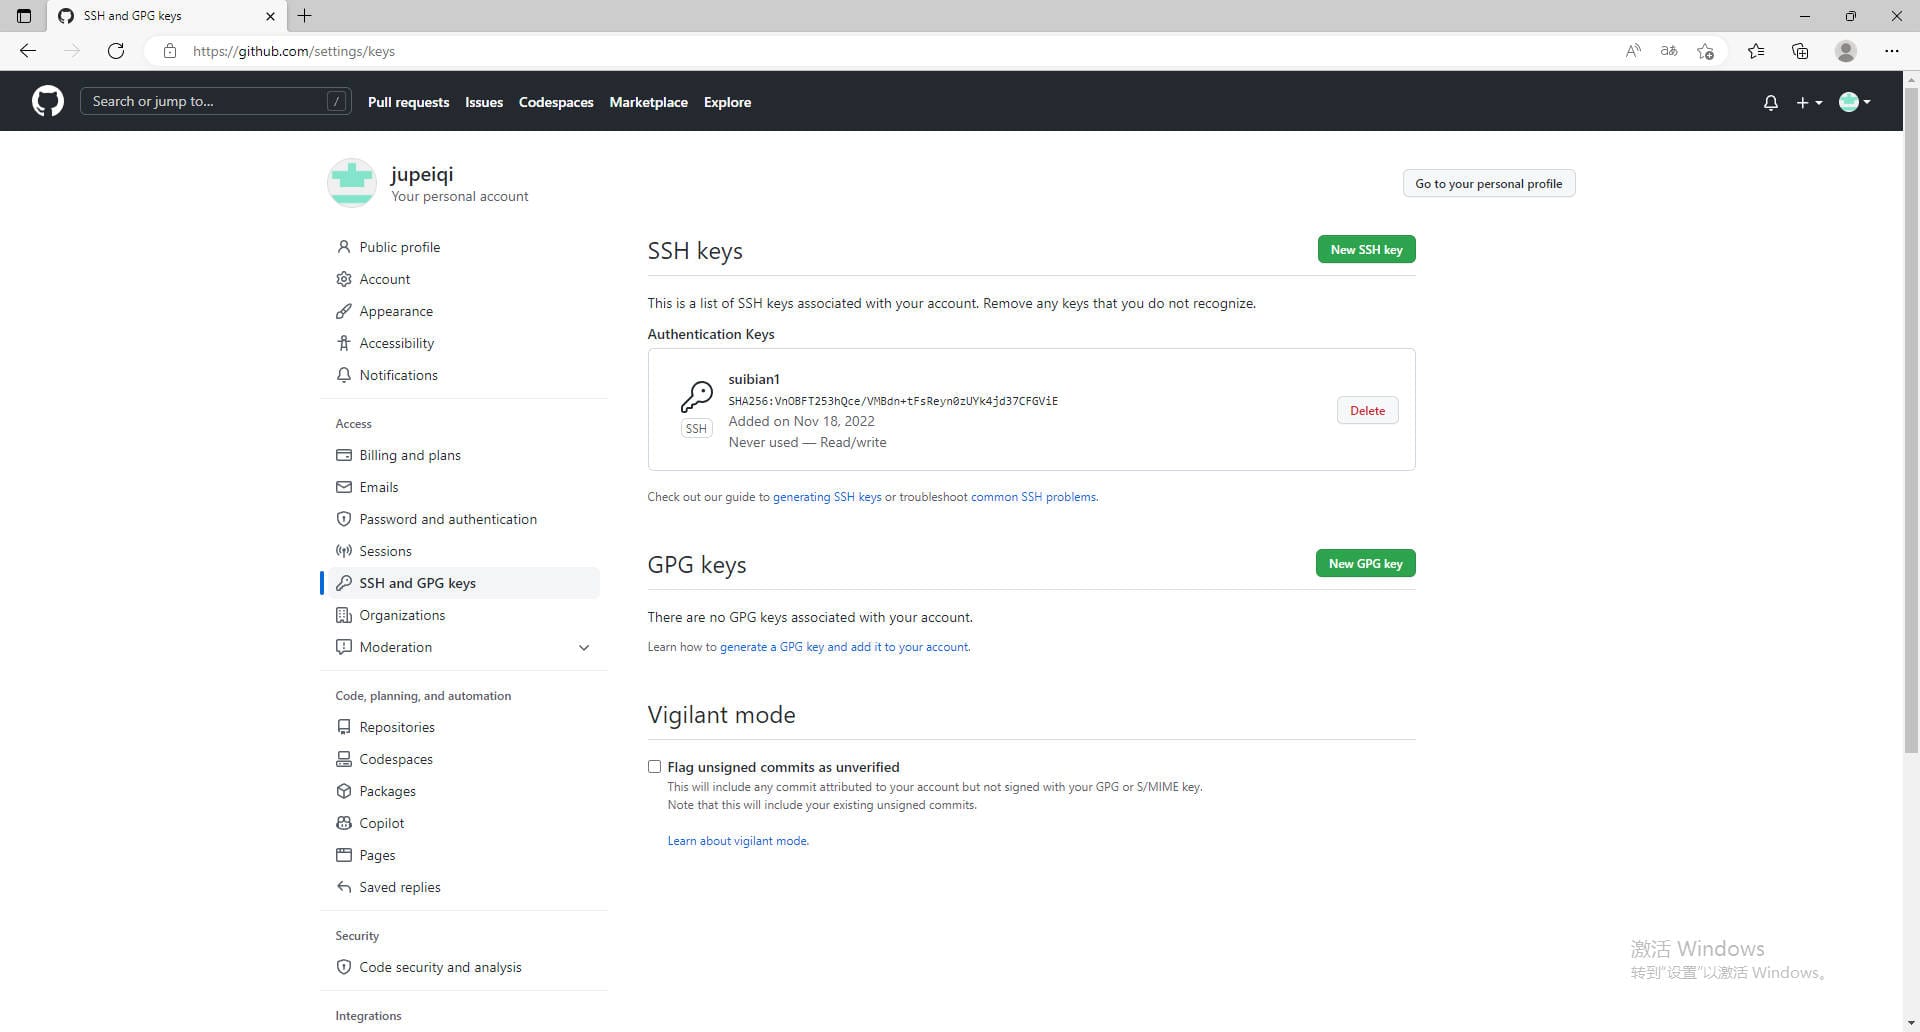 SSH and GPG keys
https://github.com/settings/keys
Search or jump to...
/
Pull requests
Issues
Codespaces
Marketplace
Explore
jupeiqi
Your personal account
Go to your personal profile
Public profile
Account
Appearance
Accessibility
Notifications
Access
Billing and plans
Emails
Password and authentication
Sessions
SSH and GPG keys
Organizations
Moderation
Code, planning, and automation
Repositories
Codespaces
Packages
Copilot
Pages
Saved replies
Security
Code security and analysis
Integrations
SSH keys
New SSH key
This is a list of SSH keys associated with your account. Remove any keys that you do not recognize.
Authentication Keys
suibian1
SHA256:VnOBFT253hQce/VMBdn+tFsReyn0zUYk4jd37CFGViE
SSH
Added on Nov 18, 2022
Never used — Read/write
Delete
Check out our guide to generating SSH keys or troubleshoot common SSH problems.
GPG keys
New GPG key
There are no GPG keys associated with your account.
Learn how to generate a GPG key and add it to your account.
Vigilant mode
Flag unsigned commits as unverified
This will include any commit attributed to your account but not signed with your GPG or S/MIME key.
Note that this will include your existing unsigned commits.
Learn about vigilant mode.
激活 Windows
转到"设置"以激活 Windows。